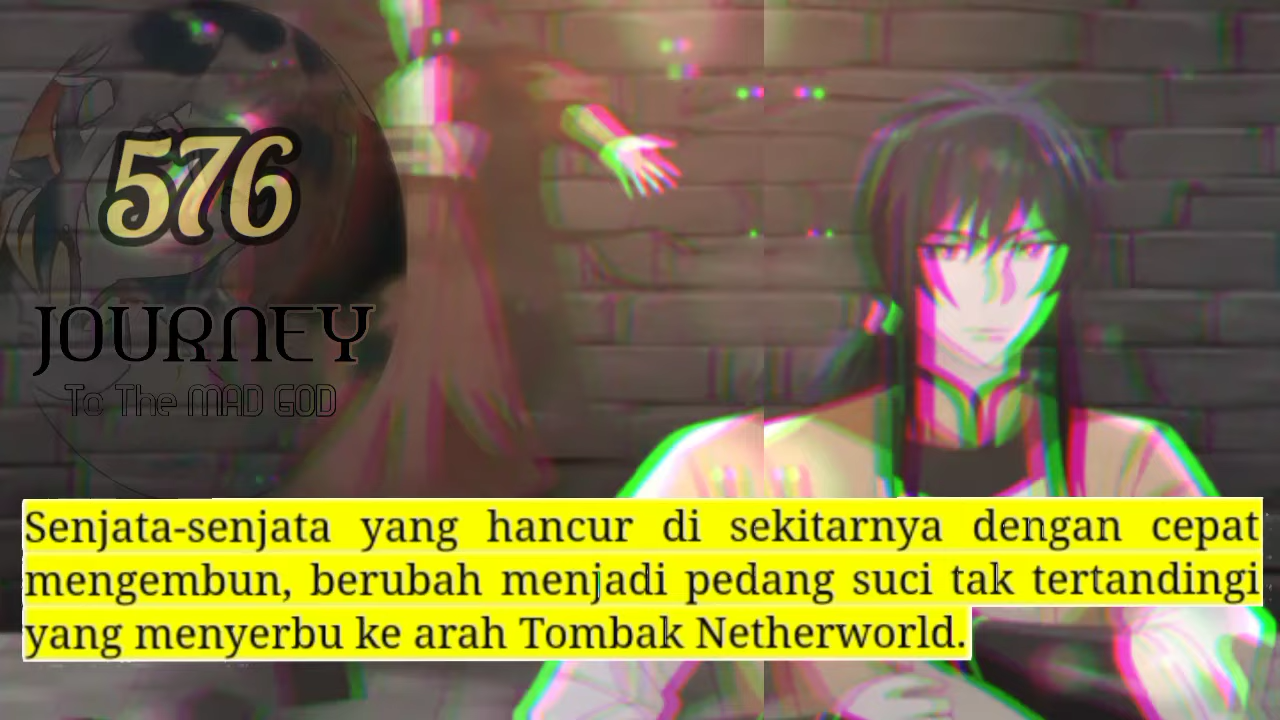 576
JOURNEY
To The MAD GOD
Senjata-senjata yang hancur di sekitarnya dengan cepat
mengembun, berubah menjadi pedang suci tak tertandingi
yang menyerbu ke arah Tombak Netherworld.